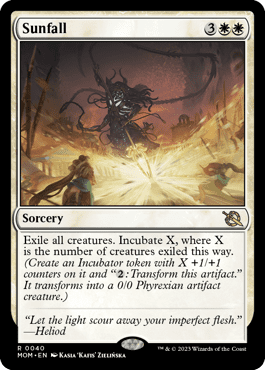 Sunfall 3
Sorcery
Exile all creatures. Incubate X, where X
is the number of creatures exiled this way.
(Create an Incubator token with X +1/+1
counters on it and “2: Transform this artifact.”
It transforms into a 0/0 Phyrexian artifact
creature.)
“Let the light scour away your imperfect flesh.”
—Heliod
R 0040
MOM • EN Kasia ‘Kafis’ Zielińska
™ & © 2023 Wizards of the Coast